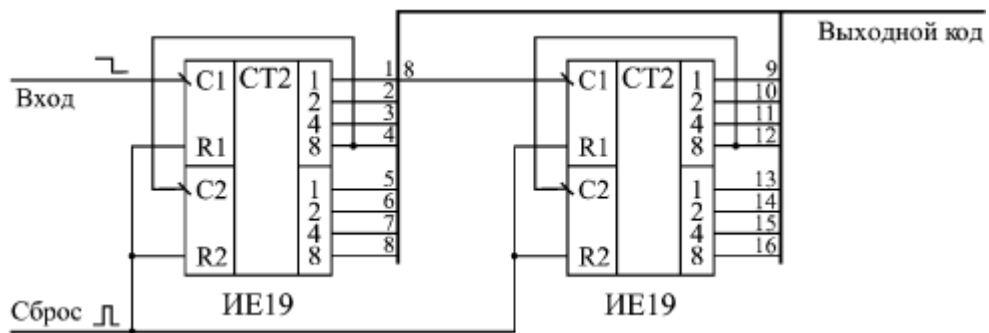 Выходной код
Вход
C1 CT2 1 1 8
2 2
4 3
R1 8 4
C2 1 5
2 6
4 7
R2 8 8
ИЕ19
C1 CT2 1 9
2 10
4 11
R1 8 12
C2 1 13
2 14
4 15
R2 8 16
ИЕ19
Сброс